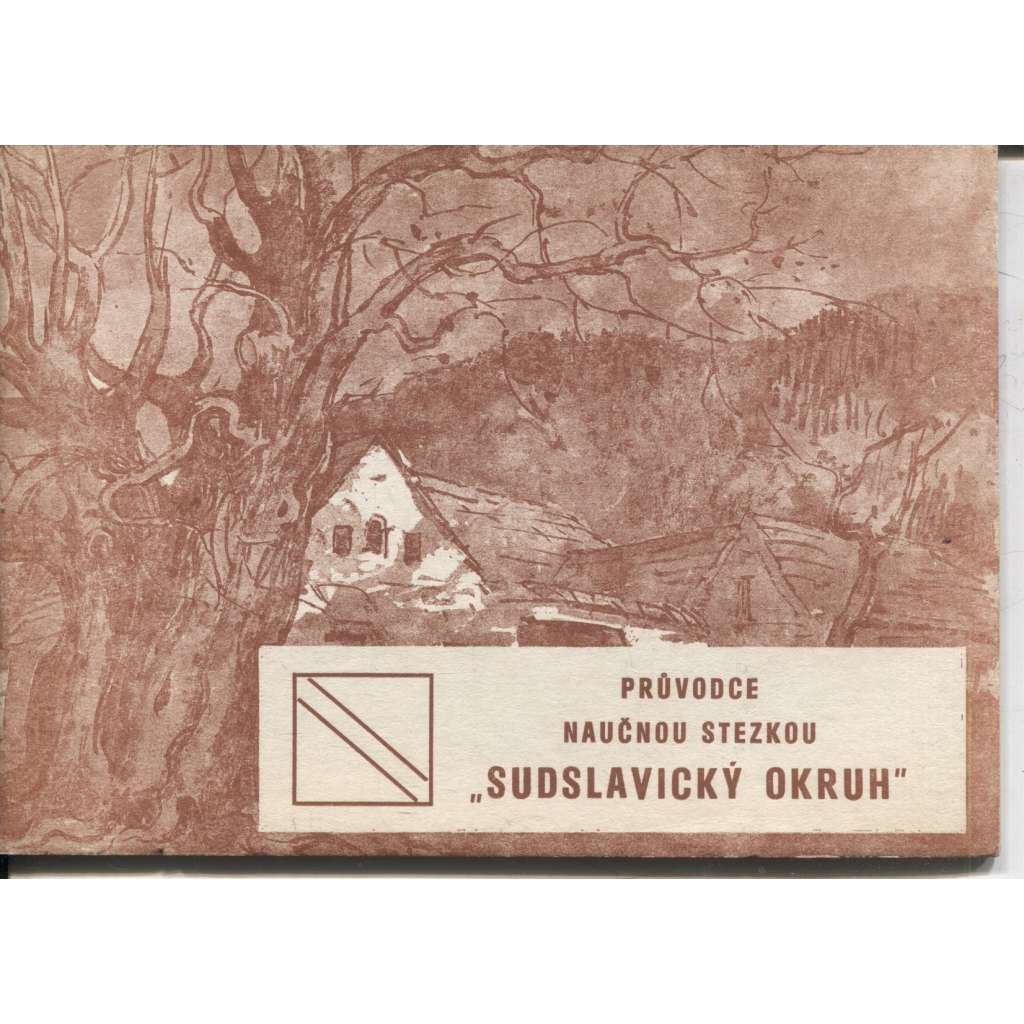 PRŮVODCE
NAUČNOU STEZKOU
„SUDSLAVICKÝ OKRUH"